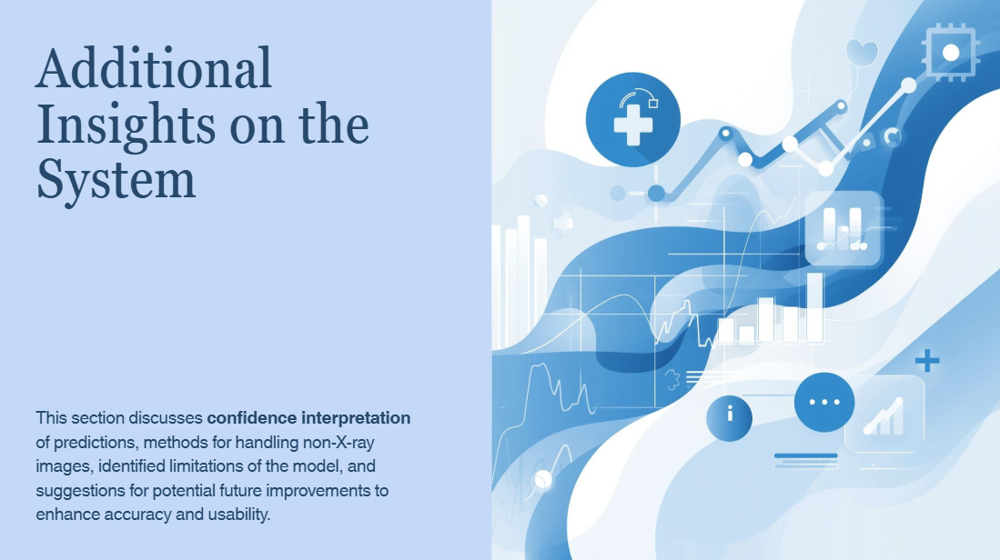 Additional
Insights on the
System
This section discusses confidence interpretation
of predictions, methods for handling non-X-ray
images, identified limitations of the model, and
suggestions for potential future improvements to
enhance accuracy and usability.